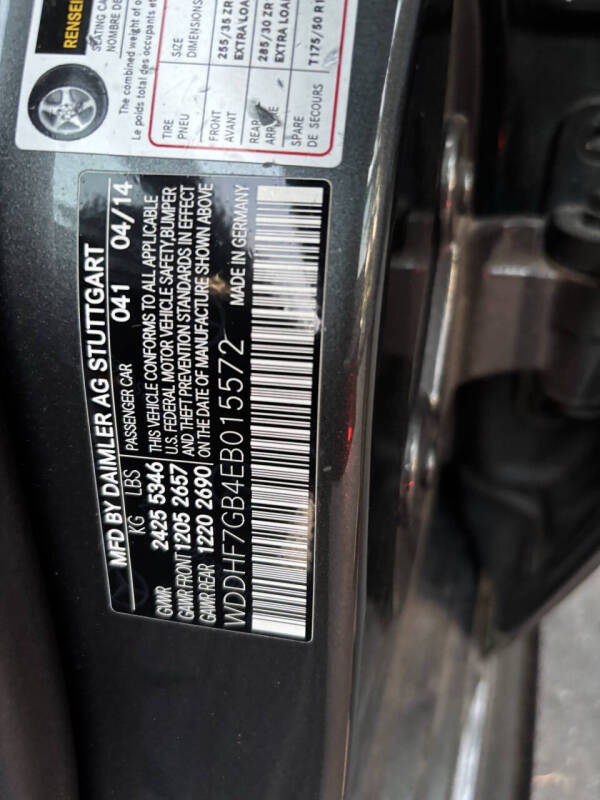 RENSEI
SEATING CA
NOMBRE DE
The combined weight of o
Le poids total des occupants et
TIRE SIZE
PNEU DIMENSIONS
FRONT 255/35 ZR
AVANT EXTRA LOA
REAR 285/30 ZR
EXTRA LOA
SPARE T175/50 R1
DE SECOURS
MFD BY DAIMLER AG STUTTGART
KG LBS PASSENGER CAR 041 04/14
GVWR 2425 5346
GAWR FRONT 1205 2657
GAWR REAR 1220 2690
THIS VEHICLE CONFORMS TO ALL APPLICABLE
U.S. FEDERAL MOTOR VEHICLE SAFETY,BUMPER
AND THEFT PREVENTION STANDARDS IN EFFECT
ON THE DATE OF MANUFACTURE SHOWN ABOVE
WDDHF7GB4EB015572 MADE IN GERMANY